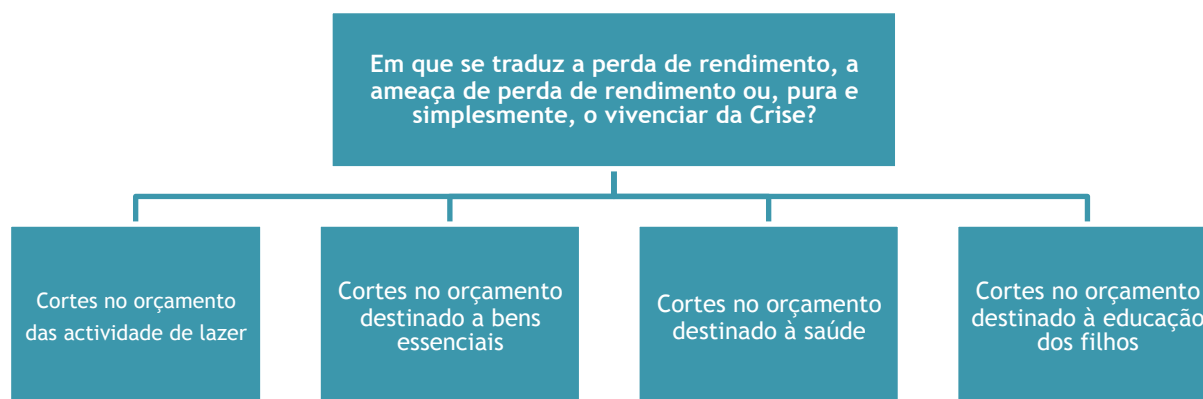 Em que se traduz a perda de rendimento, a
ameaça de perda de rendimento ou, pura e
simplesmente, o vivenciar da Crise?
Cortes no orçamento
das actividade de lazer
Cortes no orçamento
destinado a bens
essenciais
Cortes no orçamento
destinado à saúde
Cortes no orçamento
destinado à educação
dos filhos